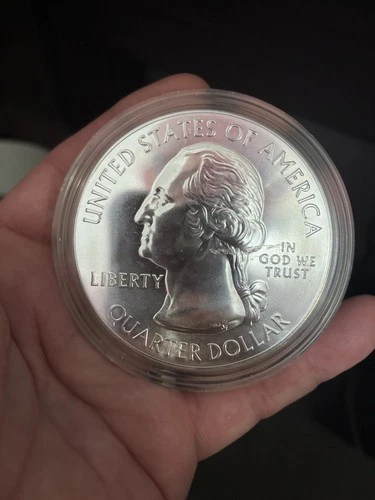 UNITED STATES OF AMERICA
LIBERTY
IN
GOD WE
TRUST
QUARTER DOLLAR